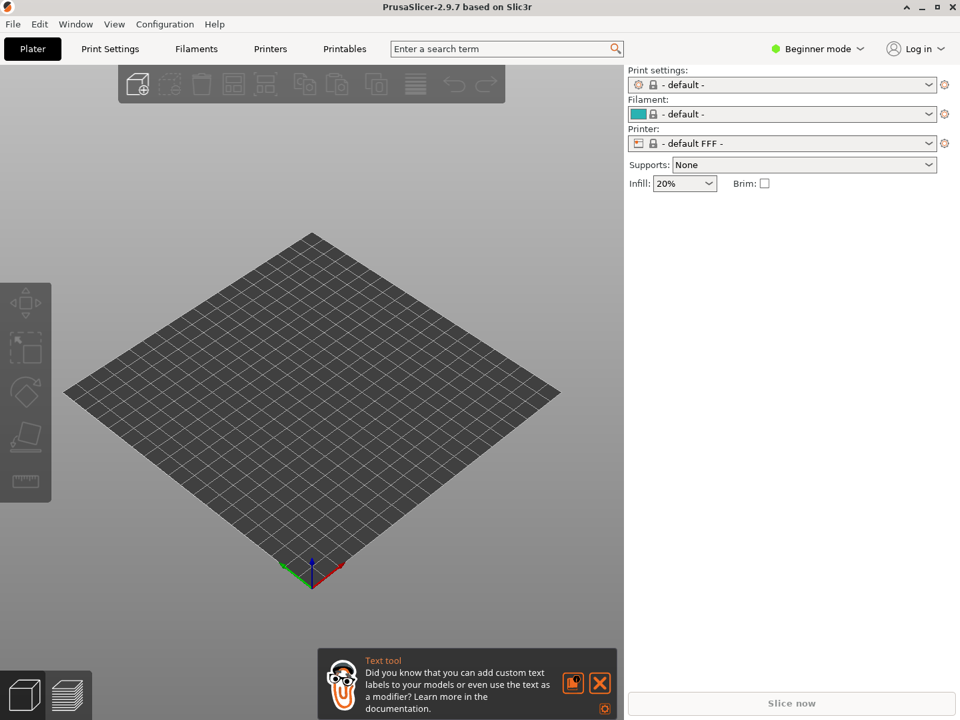 PrusaSlicer-2.9.7 based on Slic3r
File Edit Window View Configuration Help
Plater Print Settings Filaments Printers Printables Enter a search term Beginner mode Log in
Print settings:
- default -
Filament:
- default -
Printer:
- default FFF -
Supports: None
Infill: 20% Brim:
Text tool
Did you know that you can add custom text
labels to your models or even use the text as
a modifier? Learn more in the
documentation.
Slice now